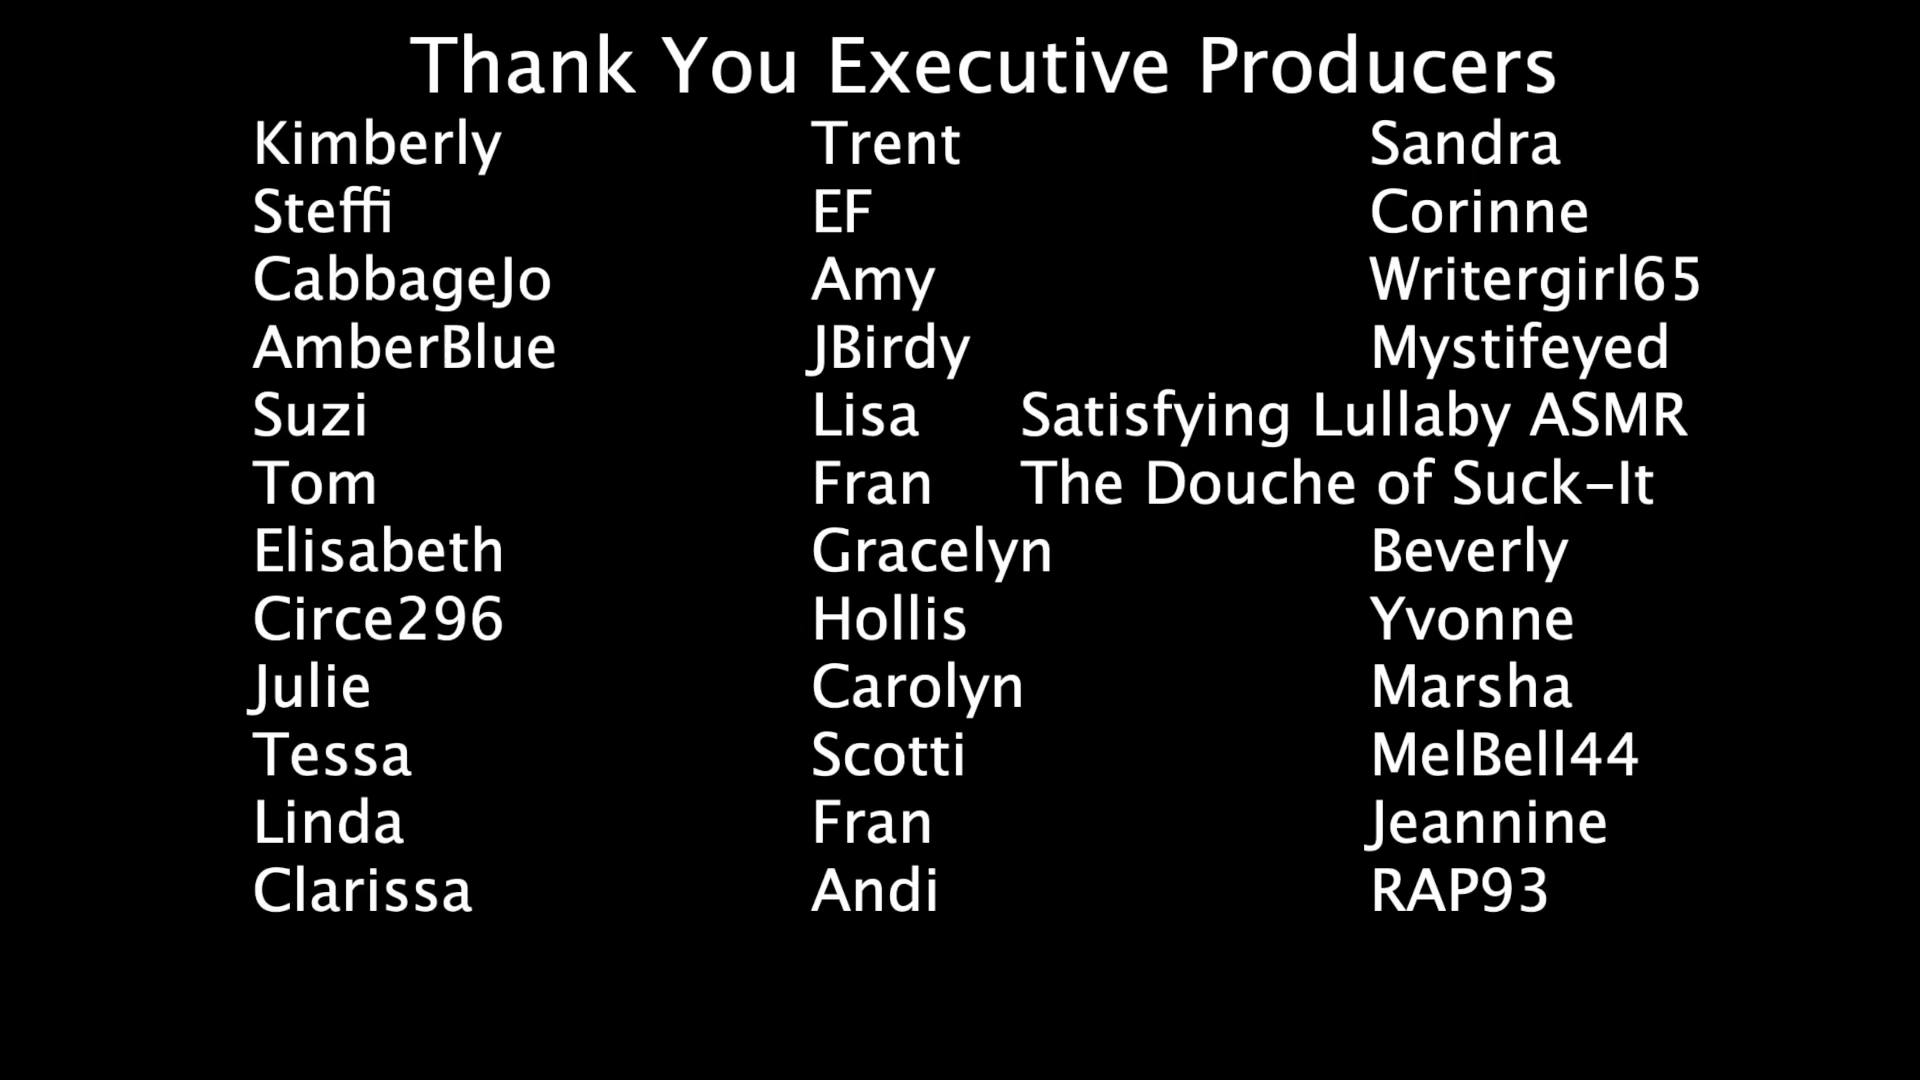 Thank You Executive Producers
Kimberly Trent Sandra
Steffi EF Corinne
CabbageJo Amy Writergirl65
AmberBlue JBirdy Mystifeyed
Suzi Lisa Satisfying Lullaby ASMR
Tom Fran The Douche of Suck-It
Elisabeth Gracelyn Beverly
Circe296 Hollis Yvonne
Julie Carolyn Marsha
Tessa Scotti MelBell44
Linda Fran Jeannine
Clarissa Andi RAP93